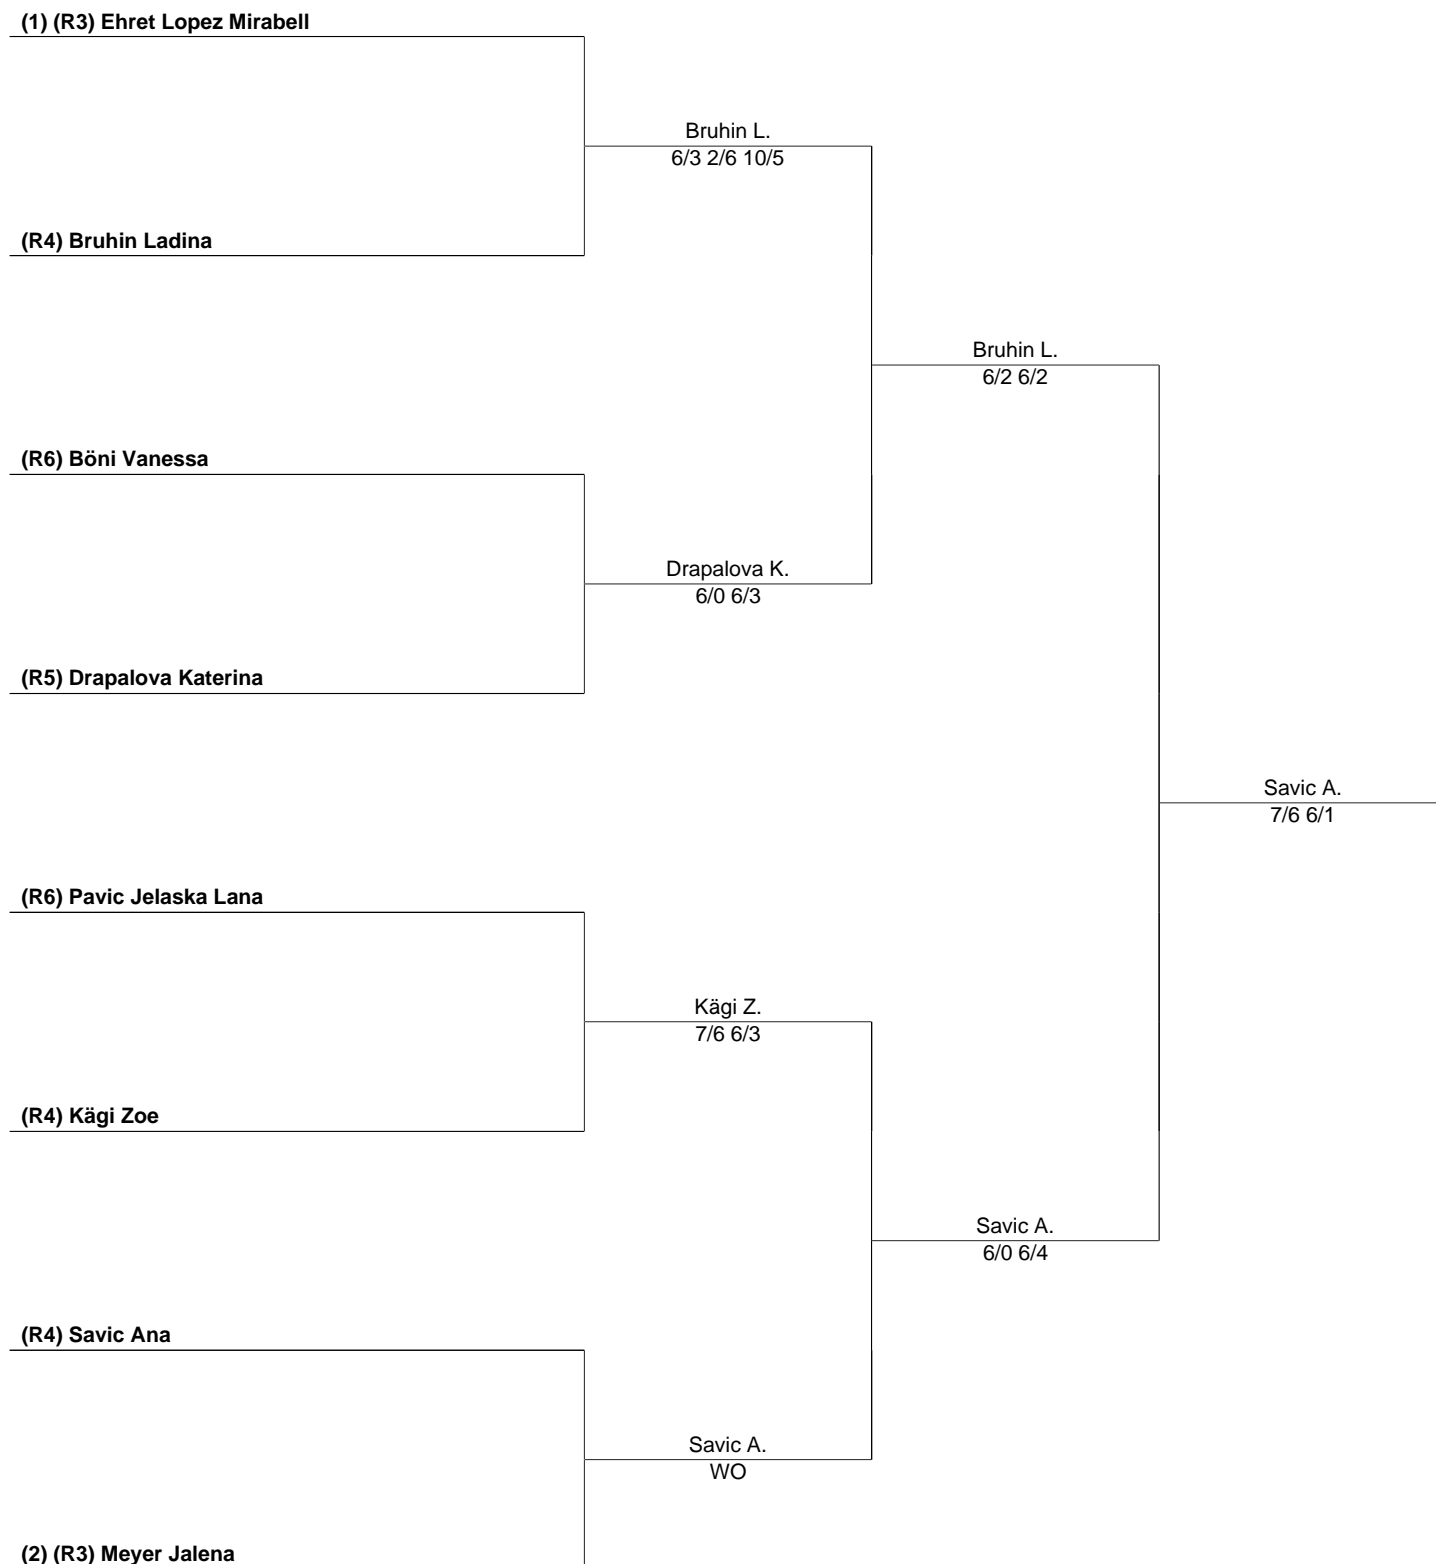 (1) (R3) Ehret Lopez Mirabell
Bruhin L.
6/3 2/6 10/5
(R4) Bruhin Ladina
Bruhin L.
6/2 6/2
(R6) Böni Vanessa
Drapalova K.
6/0 6/3
(R5) Drapalova Katerina
Savic A.
7/6 6/1
(R6) Pavic Jelaska Lana
Kägi Z.
7/6 6/3
(R4) Kägi Zoe
Savic A.
6/0 6/4
(R4) Savic Ana
Savic A.
WO
(2) (R3) Meyer Jalena